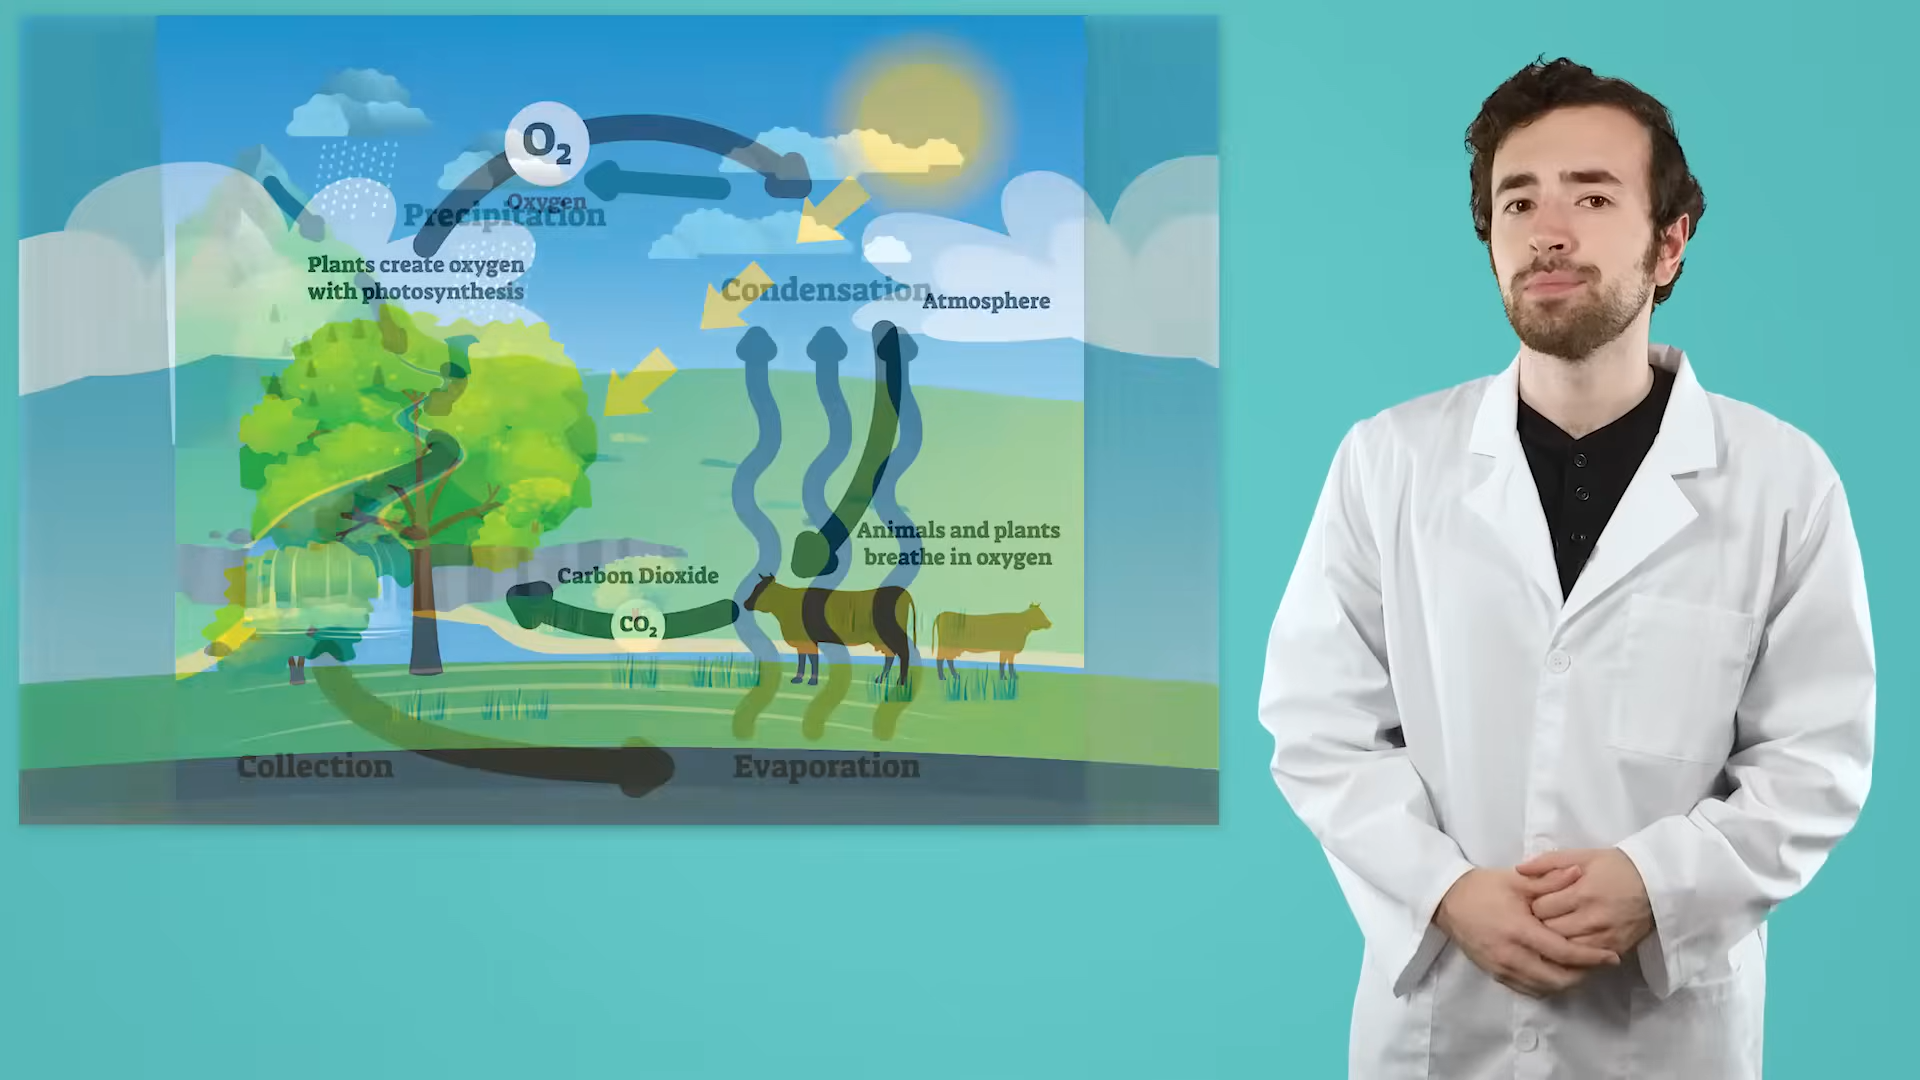 O₂
Oxygen
Precipitation
Plants create oxygen
with photosynthesis
Condensation
Atmosphere
Animals and plants
breathe in oxygen
Carbon Dioxide
CO₂
Collection
Evaporation